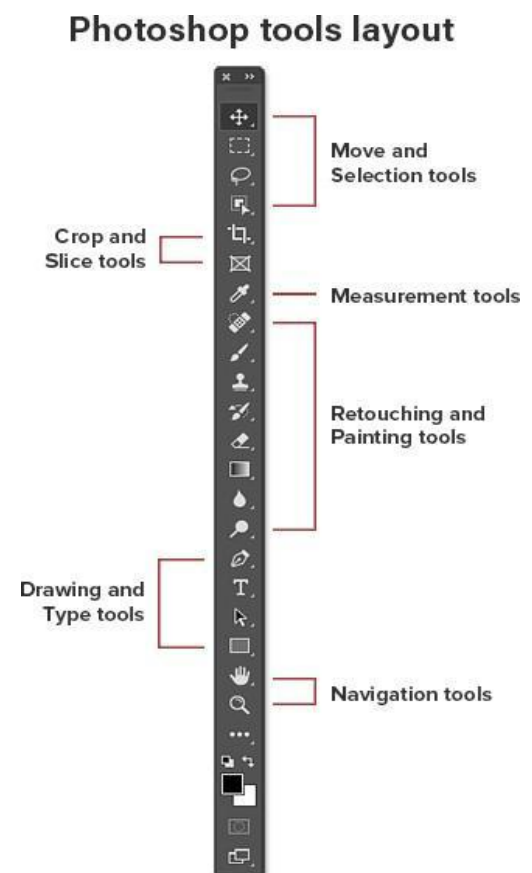 Photoshop tools layout
Move and
Selection tools
Crop and
Slice tools
Measurement tools
Retouching and
Painting tools
Drawing and
Type tools
Navigation tools